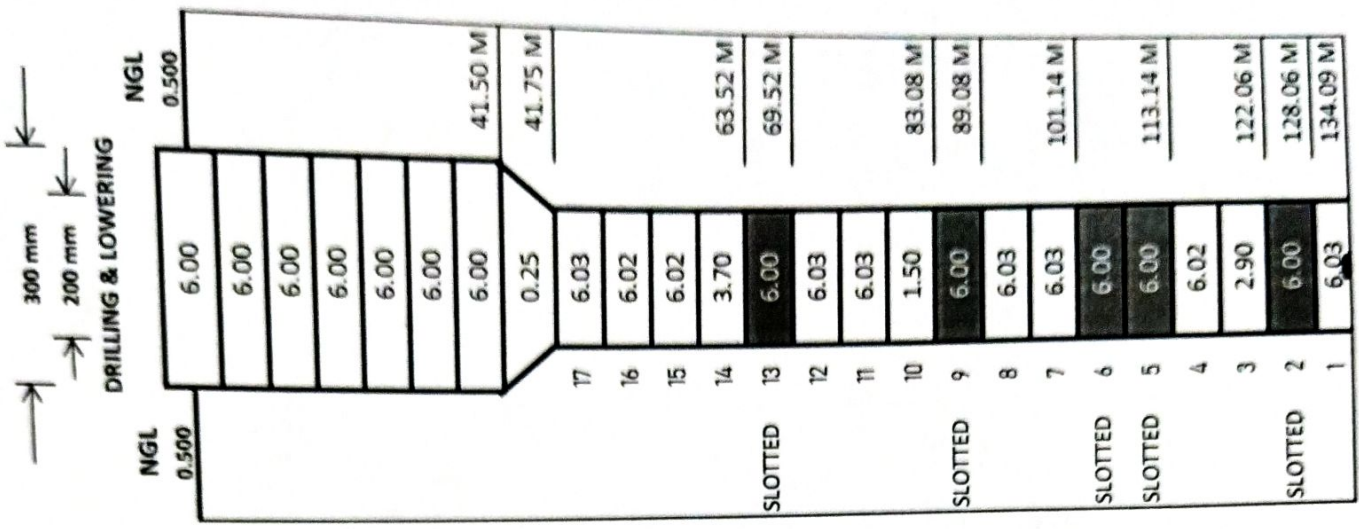 300 mm
200 mm
DRILLING & LOWERING
NGL
0.500
NGL
0.500
6.00
6.00
6.00
6.00
6.00
6.00
6.00
41.50 M
0.25
41.75 M
17 6.03
16 6.02
15 6.02
14 3.70 63.52 M
SLOTTED 13 6.00 69.52 M
12 6.03
11 6.03
10 1.50 83.08 M
SLOTTED 9 6.00 89.08 M
8 6.03
7 6.03 101.14 M
SLOTTED 6 6.00
SLOTTED 5 6.00 113.14 M
4 6.02
3 2.90 122.06 M
SLOTTED 2 6.00 128.06 M
1 6.03 134.09 M